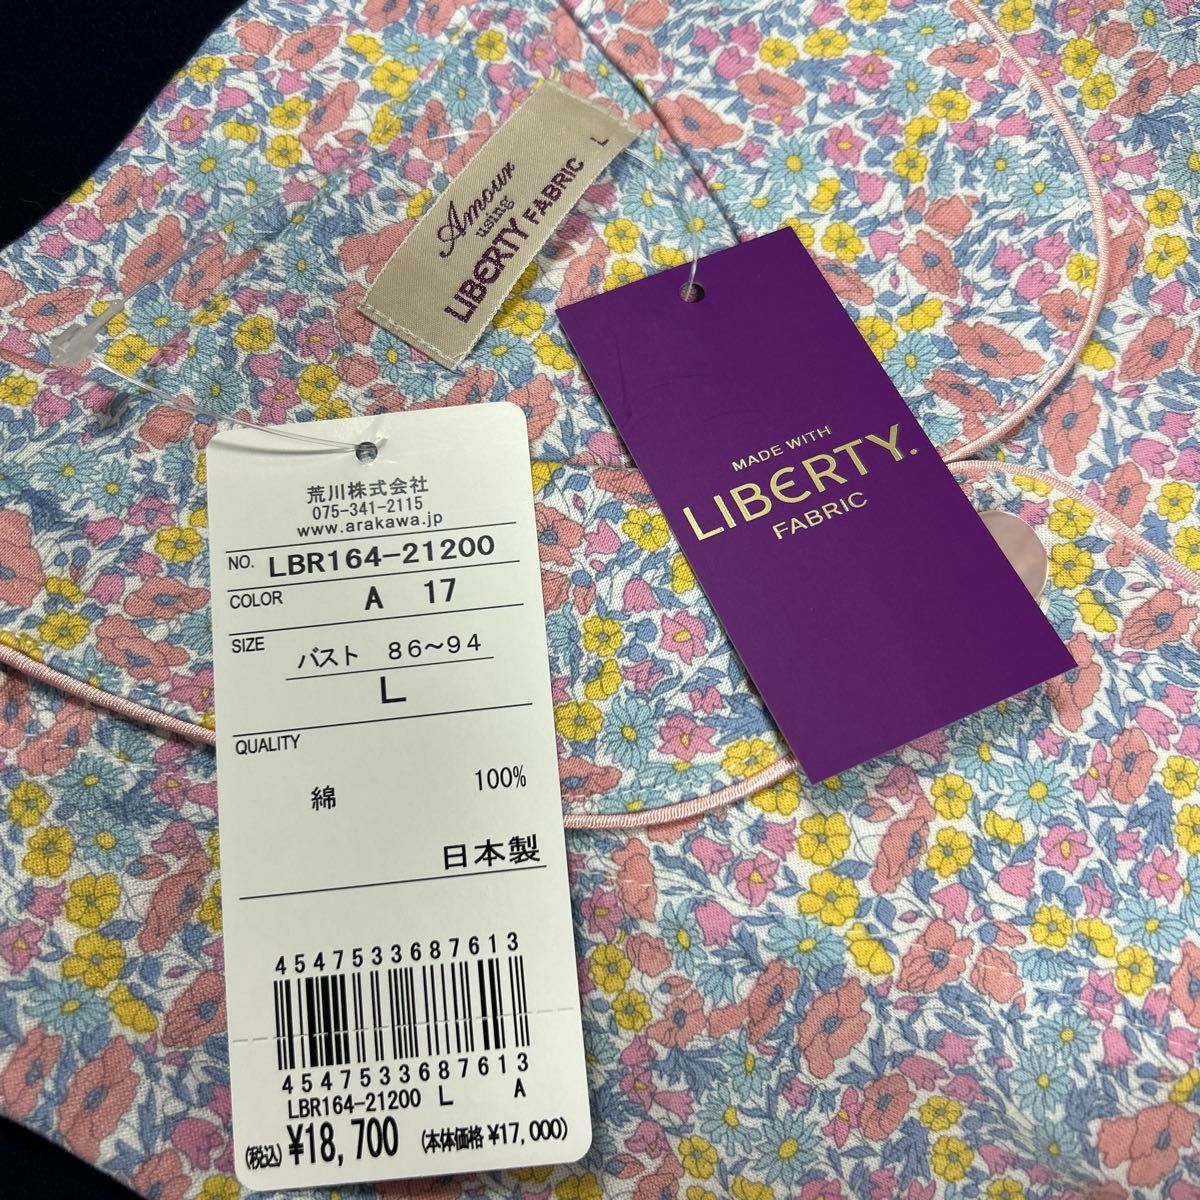 Amour
using
LIBERTY FABRIC L
MADE WITH
LIBERTY.
FABRIC
荒川株式会社
075-341-2115
www.arakawa.jp
NO. LBR164-21200
COLOR A 17
SIZE バスト 86〜94
L
QUALITY
綿 100%
日本製
4547533687613
4547533687613
LBR164-21200 L A
(税込) ¥18,700 (本体価格 ¥17,000)